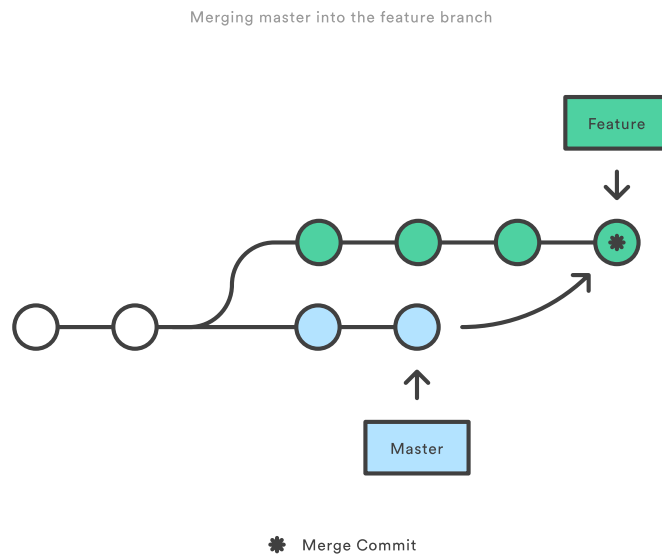 Merging master into the feature branch
Feature
Master
Merge Commit